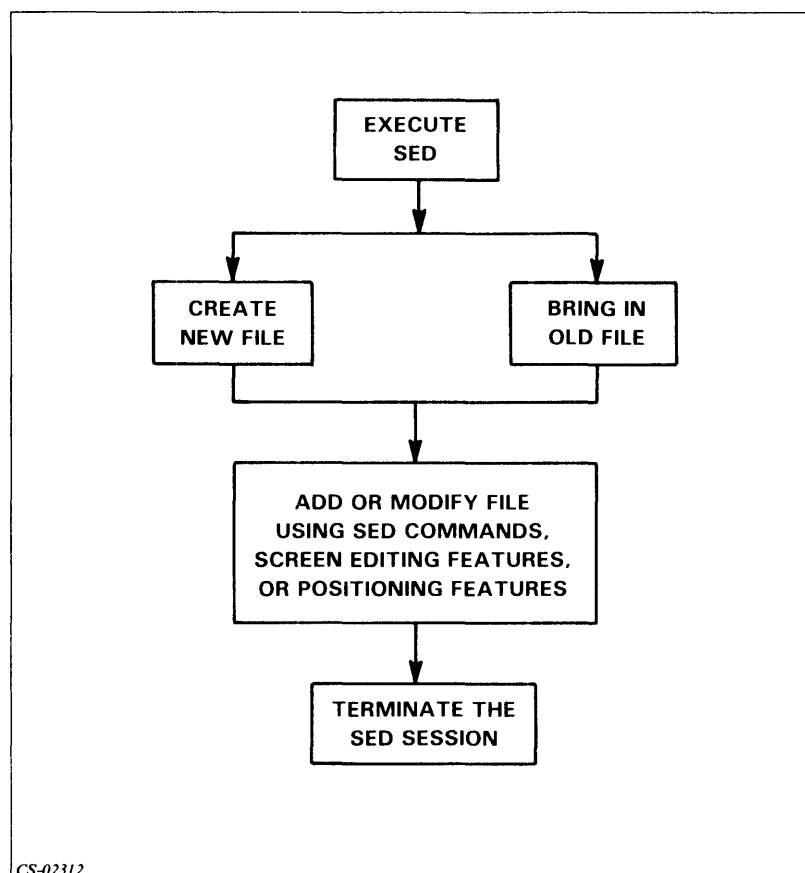 EXECUTE
SED
CREATE
NEW FILE
BRING IN
OLD FILE
ADD OR MODIFY FILE
USING SED COMMANDS,
SCREEN EDITING FEATURES,
OR POSITIONING FEATURES
TERMINATE THE
SED SESSION
CS-02312